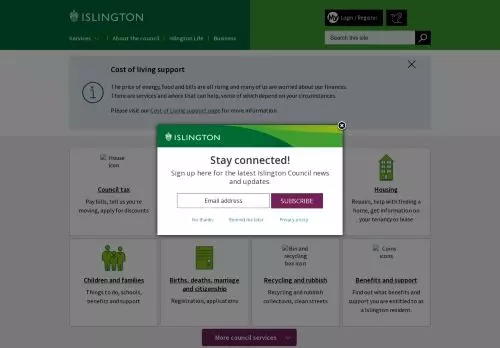 ISLINGTON
My Login / Register
Services
About the council
Islington Life
Business
Search this site
Cost of living support
The price of energy, food and bills are all rising and many of us are worried about our finances.
There are services and advice that can help, some of which depend on your circumstances.
Please visit our Cost of Living support page for more information
ISLINGTON
Stay connected!
Sign up here for the latest Islington Council news
and updates.
Email address
SUBSCRIBE
No thanks
Remind me later
Privacy policy
House
icon
Council tax
Pay bills, tell us you're
moving, apply for discounts
Housing
Repairs, help with finding a
home, get information on
your tenancy or lease
Children and families
Things to do, schools,
benefits and support
Births, deaths, marriage
and citizenship
Registration, applications
Bin and
recycling
box icon
Recycling and rubbish
Recycling and rubbish
collections, clean streets
Coins
icons
Benefits and support
Find out what benefits and
support you are entitled to as
a Islington resident.
More council services